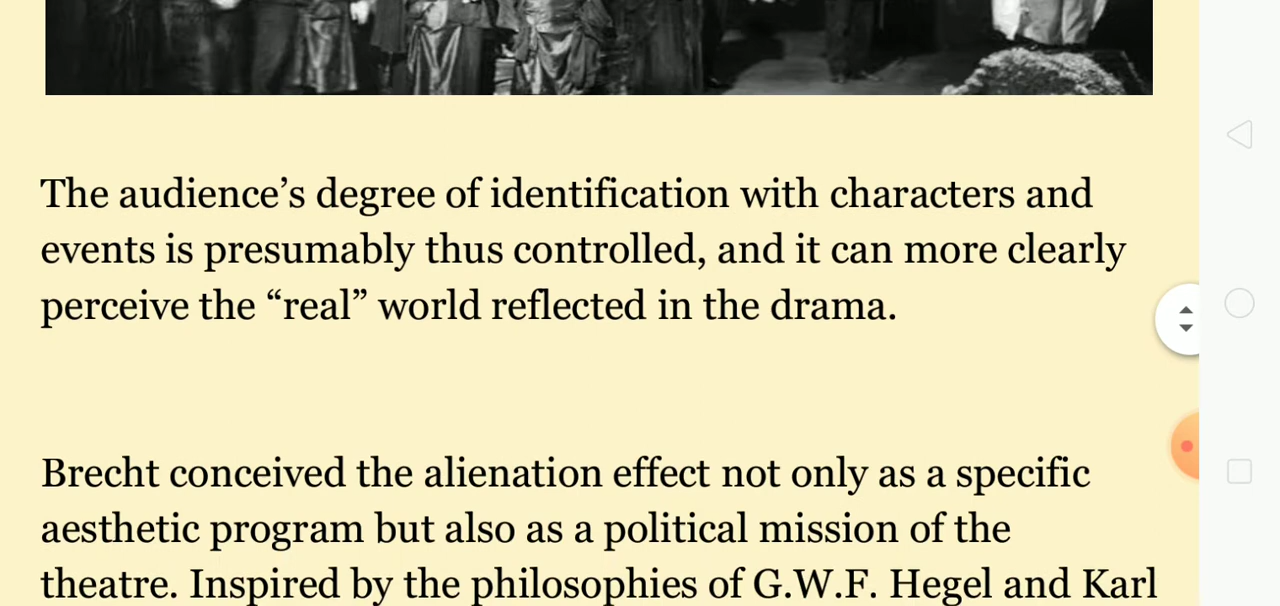 The audience’s degree of identification with characters and
events is presumably thus controlled, and it can more clearly
perceive the “real” world reflected in the drama.
Brecht conceived the alienation effect not only as a specific
aesthetic program but also as a political mission of the
theatre. Inspired by the philosophies of G.W.F. Hegel and Karl